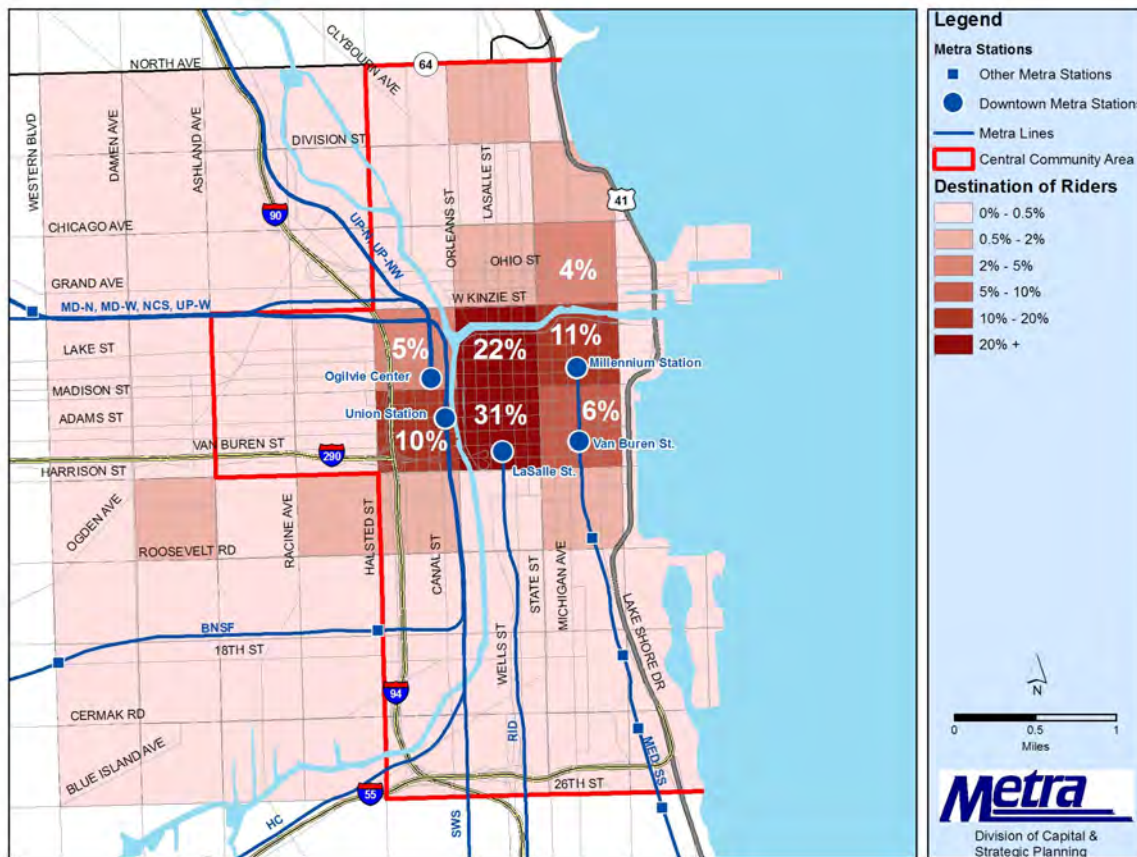 NORTH AVE
CLYBOURN AVE
64
WESTERN BLVD
DAMEN AVE
ASHLAND AVE
DIVISION ST
ORLEANS ST
LASALLE ST
41
90
CHICAGO AVE
UP-N, UP-NW
OHIO ST
4%
GRAND AVE
W KINZIE ST
MD-N, MD-W, NCS, UP-W
LAKE ST
5%
22%
11%
Millennium Station
Ogilvie Center
MADISON ST
ADAMS ST
Union Station
31%
6%
10%
VAN BUREN ST
290
Van Buren St.
HARRISON ST
LaSalle St.
OGDEN AVE
RACINE AVE
HALSTED ST
CANAL ST
STATE ST
MICHIGAN AVE
ROOSEVELT RD
LAKE SHORE DR
BNSF
18TH ST
WELLS ST
94
CERMAK RD
RID
MED, SS
BLUE ISLAND AVE
55
26TH ST
HC
SWS
Legend
Metra Stations
Other Metra Stations
Downtown Metra Stations
Metra Lines
Central Community Area
Destination of Riders
0% - 0.5%
0.5% - 2%
2% - 5%
5% - 10%
10% - 20%
20% +
N
0 0.5 1
Miles
Metra
Division of Capital &
Strategic Planning